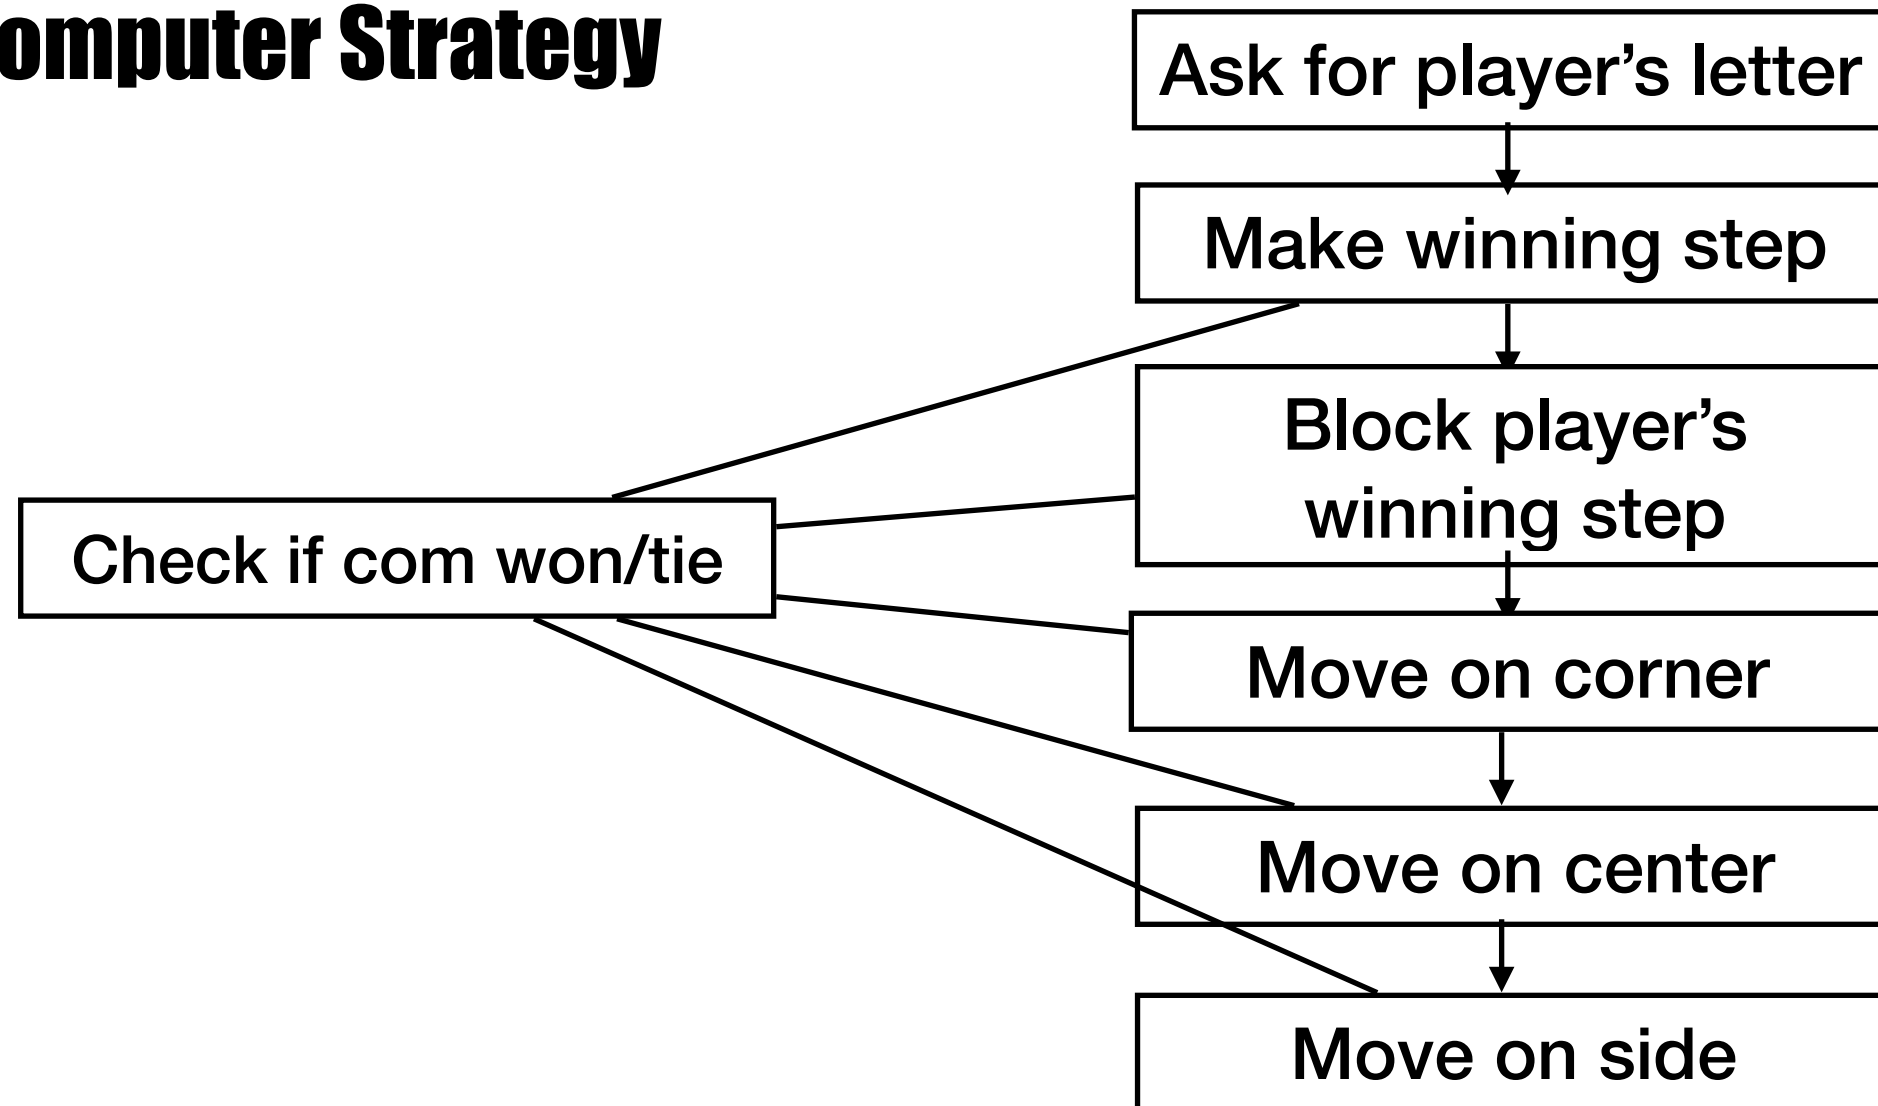 omputer Strategy
Ask for player’s letter
Make winning step
Block player’s
winning step
Check if com won/tie
Move on corner
Move on center
Move on side